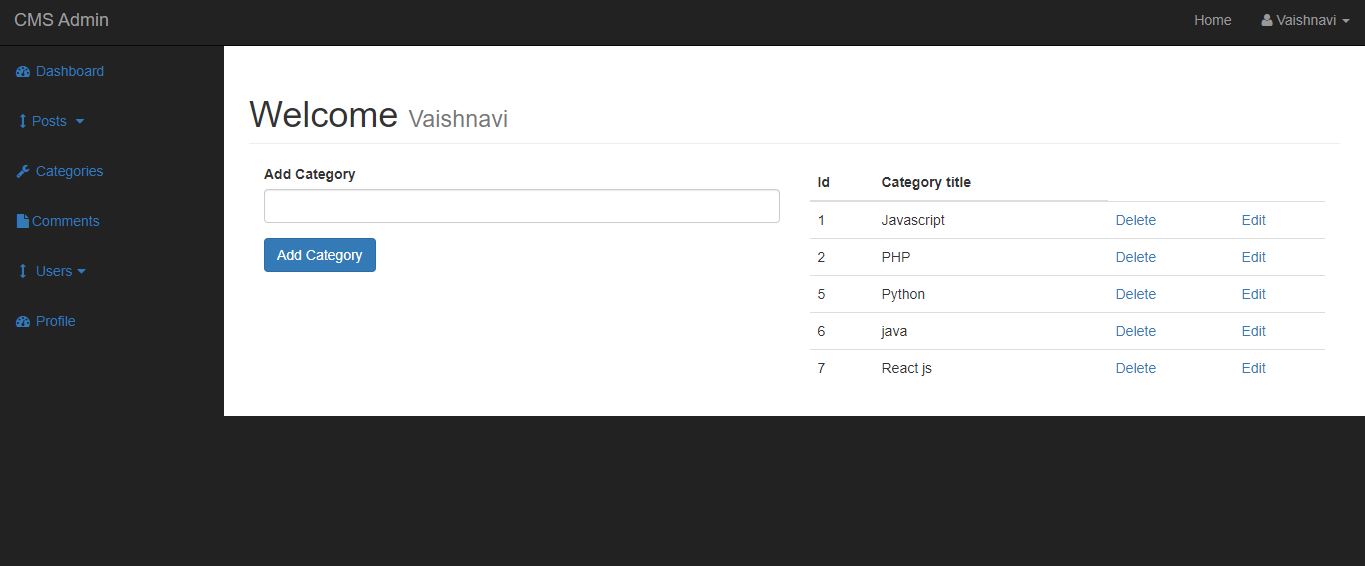 CMS Admin
Home
Vaishnavi
Dashboard
Posts
Categories
Comments
Users
Profile
Welcome Vaishnavi
Add Category
Add Category
Id Category title
1 Javascript Delete Edit
2 PHP Delete Edit
5 Python Delete Edit
6 java Delete Edit
7 React js Delete Edit